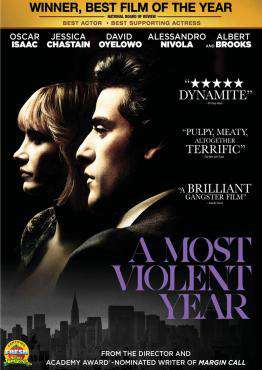 WINNER, BEST FILM OF THE YEAR
NATIONAL BOARD OF REVIEW
BEST ACTOR • BEST SUPPORTING ACTRESS
OSCAR ISAAC
JESSICA CHASTAIN
DAVID OYELOWO
ALESSANDRO NIVOLA
AND ALBERT BROOKS
"★★★★★
DYNAMITE"
"PULPY, MEATY,
ALTOGETHER
TERRIFIC"
"A BRILLIANT
GANGSTER FILM"
A MOST
VIOLENT
YEAR
FROM THE DIRECTOR AND
ACADEMY AWARD®-NOMINATED WRITER OF MARGIN CALL
FRESH